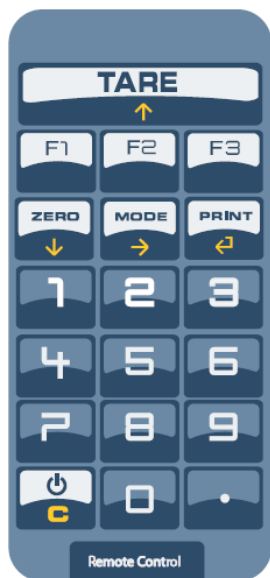 TARE
↑
F1 F2 F3
ZERO MODE PRINT
↓ → ↵
1 2 3
4 5 6
7 8 9
C 0 .
Remote Control